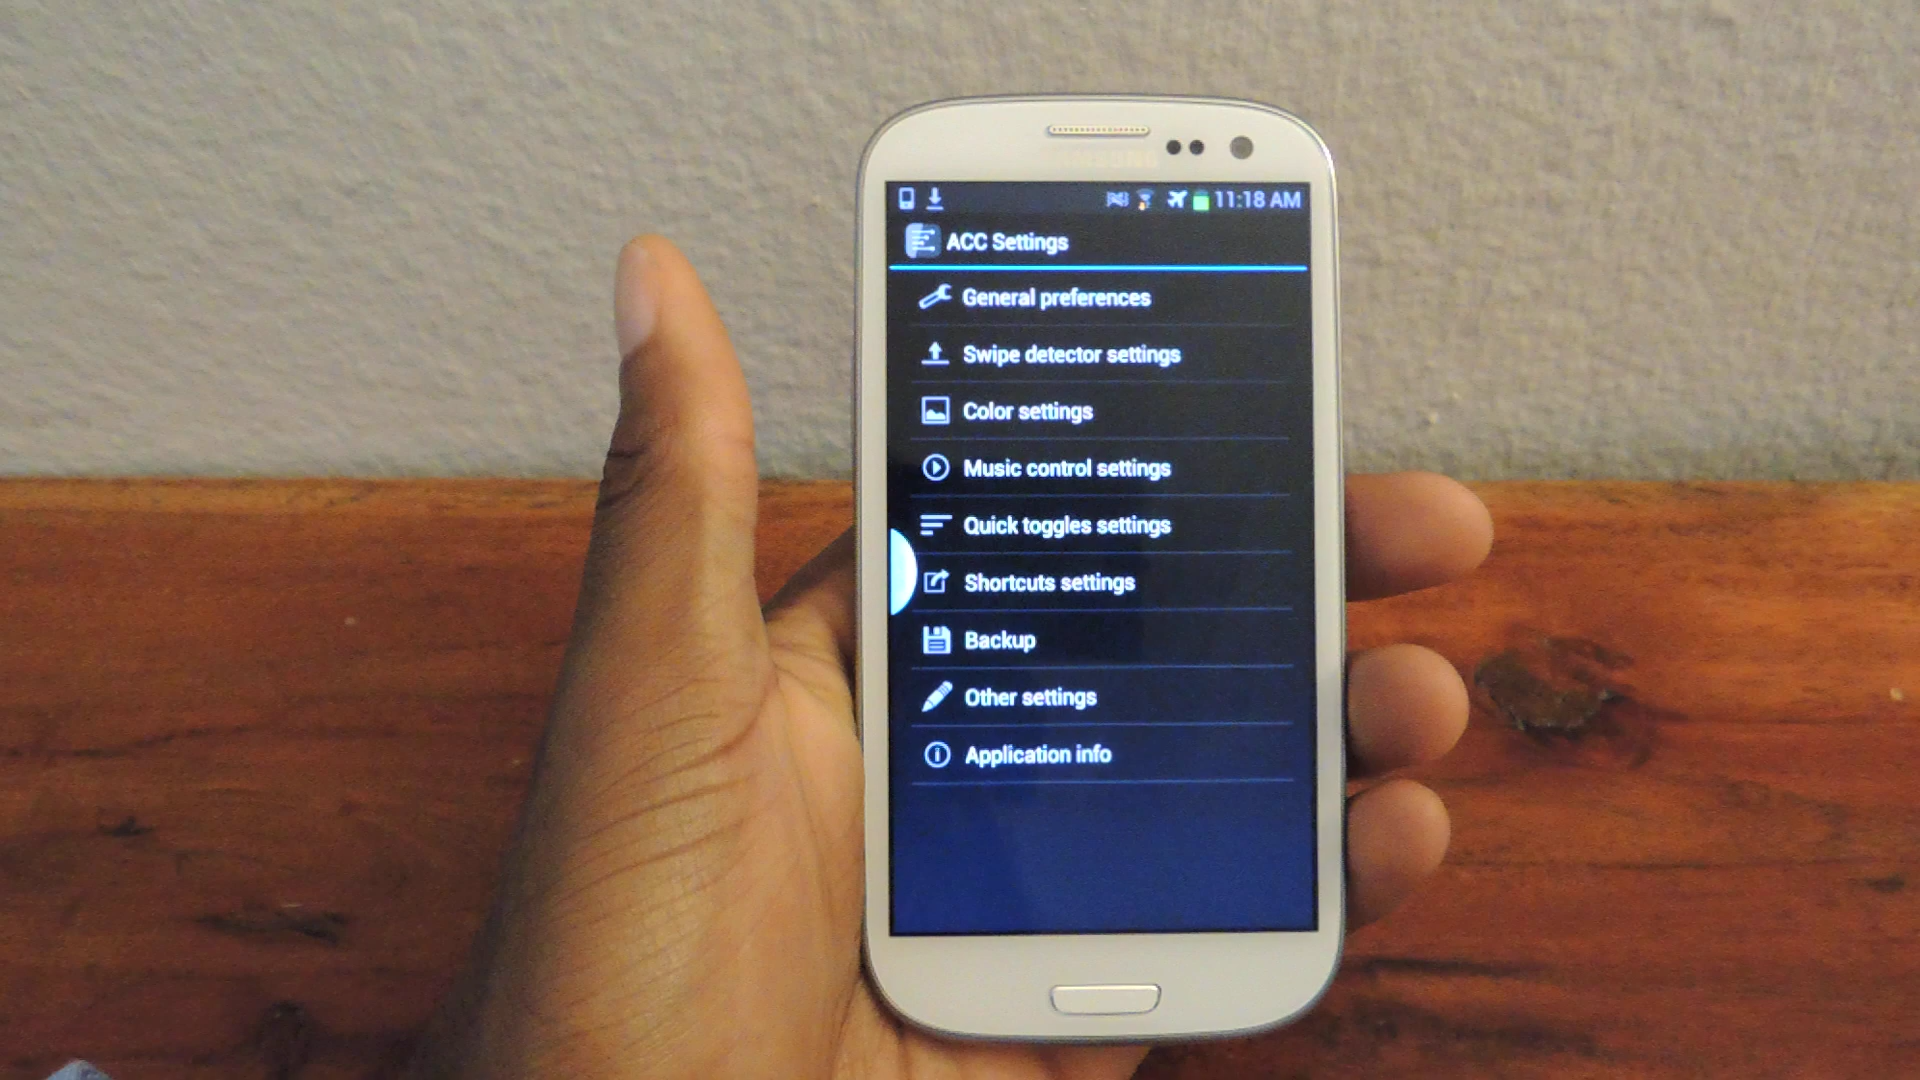 SAMSUNG
11:18 AM
ACC Settings
General preferences
Swipe detector settings
Color settings
Music control settings
Quick toggles settings
Shortcuts settings
Backup
Other settings
Application info